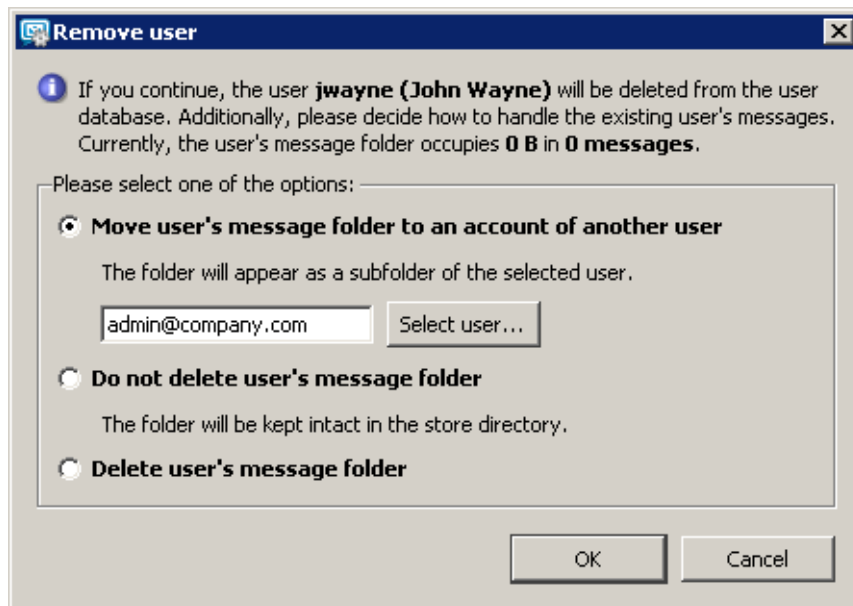 Remove user
If you continue, the user jwayne (John Wayne) will be deleted from the user
database. Additionally, please decide how to handle the existing user's messages.
Currently, the user's message folder occupies 0 B in 0 messages.
Please select one of the options:
Move user's message folder to an account of another user
The folder will appear as a subfolder of the selected user.
admin@company.com Select user...
Do not delete user's message folder
The folder will be kept intact in the store directory.
Delete user's message folder
OK Cancel